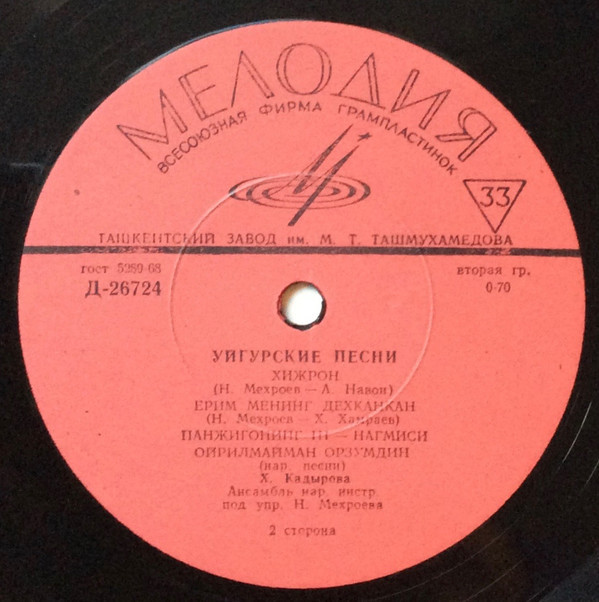 МЕЛОДИЯ
ВСЕСОЮЗНАЯ ФИРМА ГРАМПЛАСТИНОК
33
ТАШКЕНТСКИЙ ЗАВОД им. М. Т. ТАШМУХАМЕДОВА
гост 5289-68
вторая гр.
Д-26724
0-70
УЙГУРСКИЕ ПЕСНИ
ХИЖРОН
(Н. Мехроев — А. Навои)
ЕРИМ МЕНИНГ ДЕХКАНКАН
(Н. Мехроев — Х. Хамраев)
ПАНЖИГОНИНГ III — НАГМИСИ
ОЙРИЛМАЙМАН ОРЗУМДИН
(нар. песни)
Х. Кадырова
Ансамбль нар. инстр.
под упр. Н. Мехроева
2 сторона